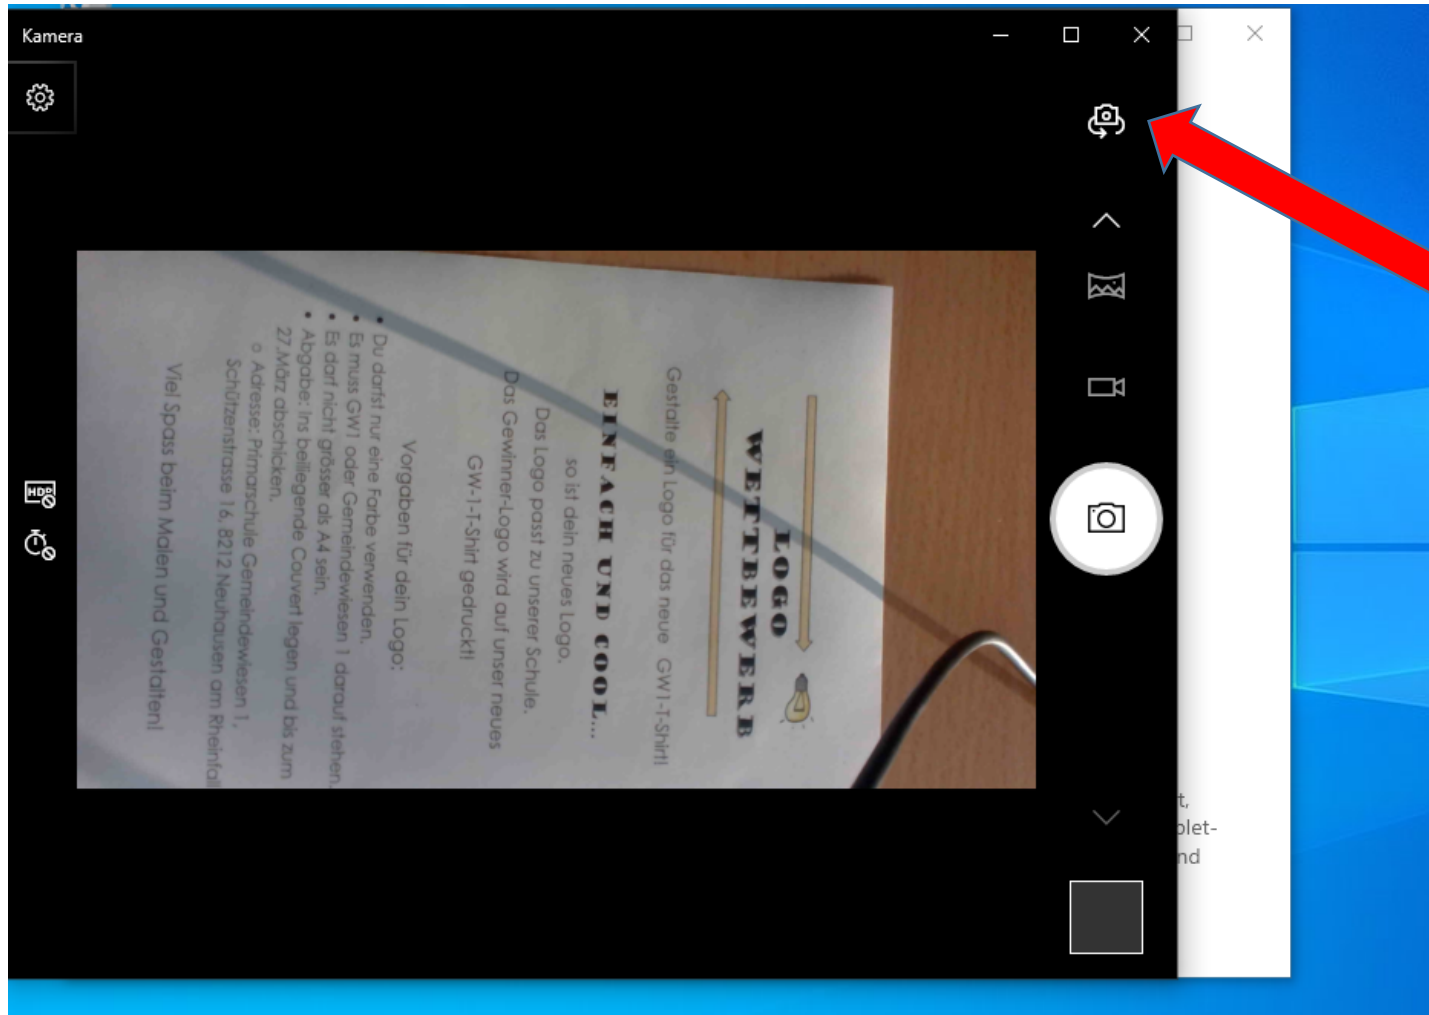 Kamera
HDR
LOGO
WETTBEWERB
Gestalte ein Logo für das neue GW1-T-Shirt!
EINFACH UND COOL...
so ist dein neues Logo.
Das Logo passt zu unserer Schule.
Das Gewinner-Logo wird auf unser neues
GW-1-T-Shirt gedruckt!
Vorgaben für dein Logo:
• Du darfst nur eine Farbe verwenden.
• Es muss GW1 oder Gemeindewiesen 1 darauf stehen.
• Es darf nicht grösser als A4 sein.
• Abgabe: Ins beiliegende Couvert legen und bis zum
27.März abschicken.
o Adresse: Primarschule Gemeindewiesen 1,
Schützenstrasse 16, 8212 Neuhausen am Rheinfall
Viel Spass beim Malen und Gestalten!
t,
blet-
nd